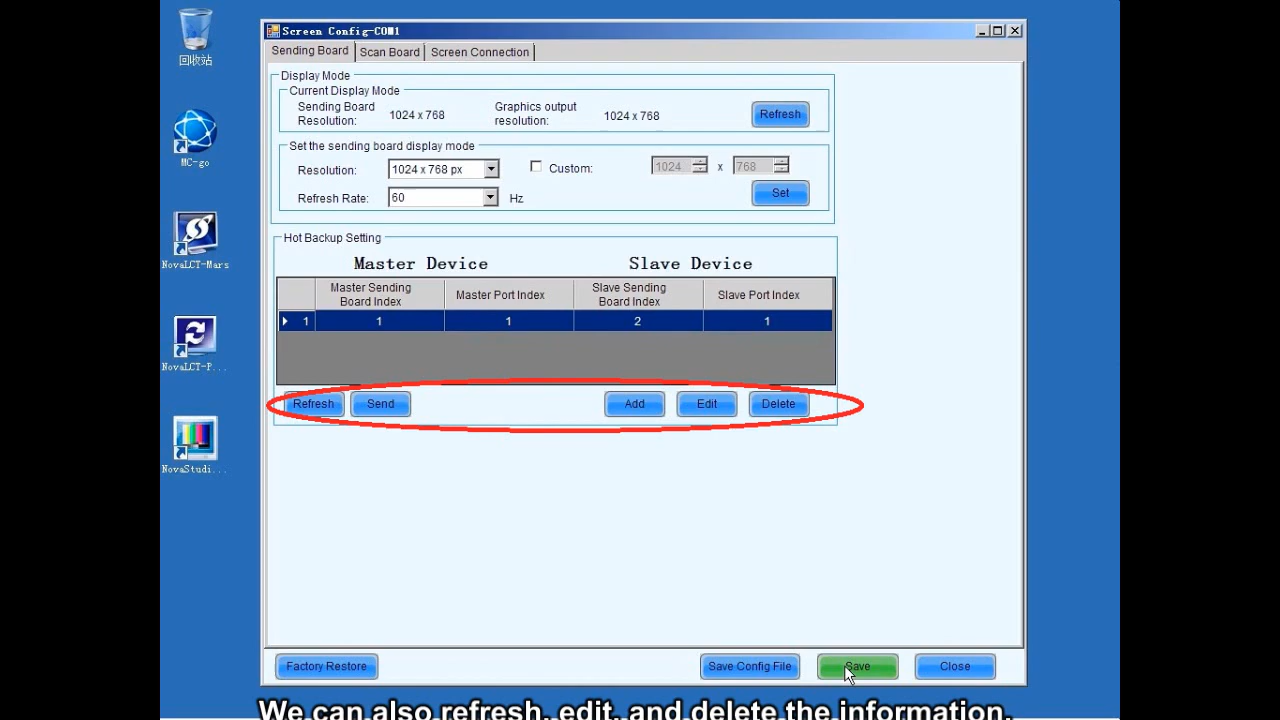 回收站
MC-go
NovaLCT-Mars
NovaLCT-P...
NovaStudi...
Screen Config-COM1
Sending Board Scan Board Screen Connection
Display Mode
Current Display Mode
Sending Board Resolution: 1024 x 768 Graphics output resolution: 1024 x 768 Refresh
Set the sending board display mode
Resolution: 1024 x 768 px Custom: 1024 x 768
Set
Refresh Rate: 60 Hz
Hot Backup Setting
Master Device Slave Device
Master Sending Board Index Master Port Index Slave Sending Board Index Slave Port Index
1 1 1 2 1
Refresh Send Add Edit Delete
Factory Restore Save Config File Save Close
We can also refresh, edit, and delete the information.